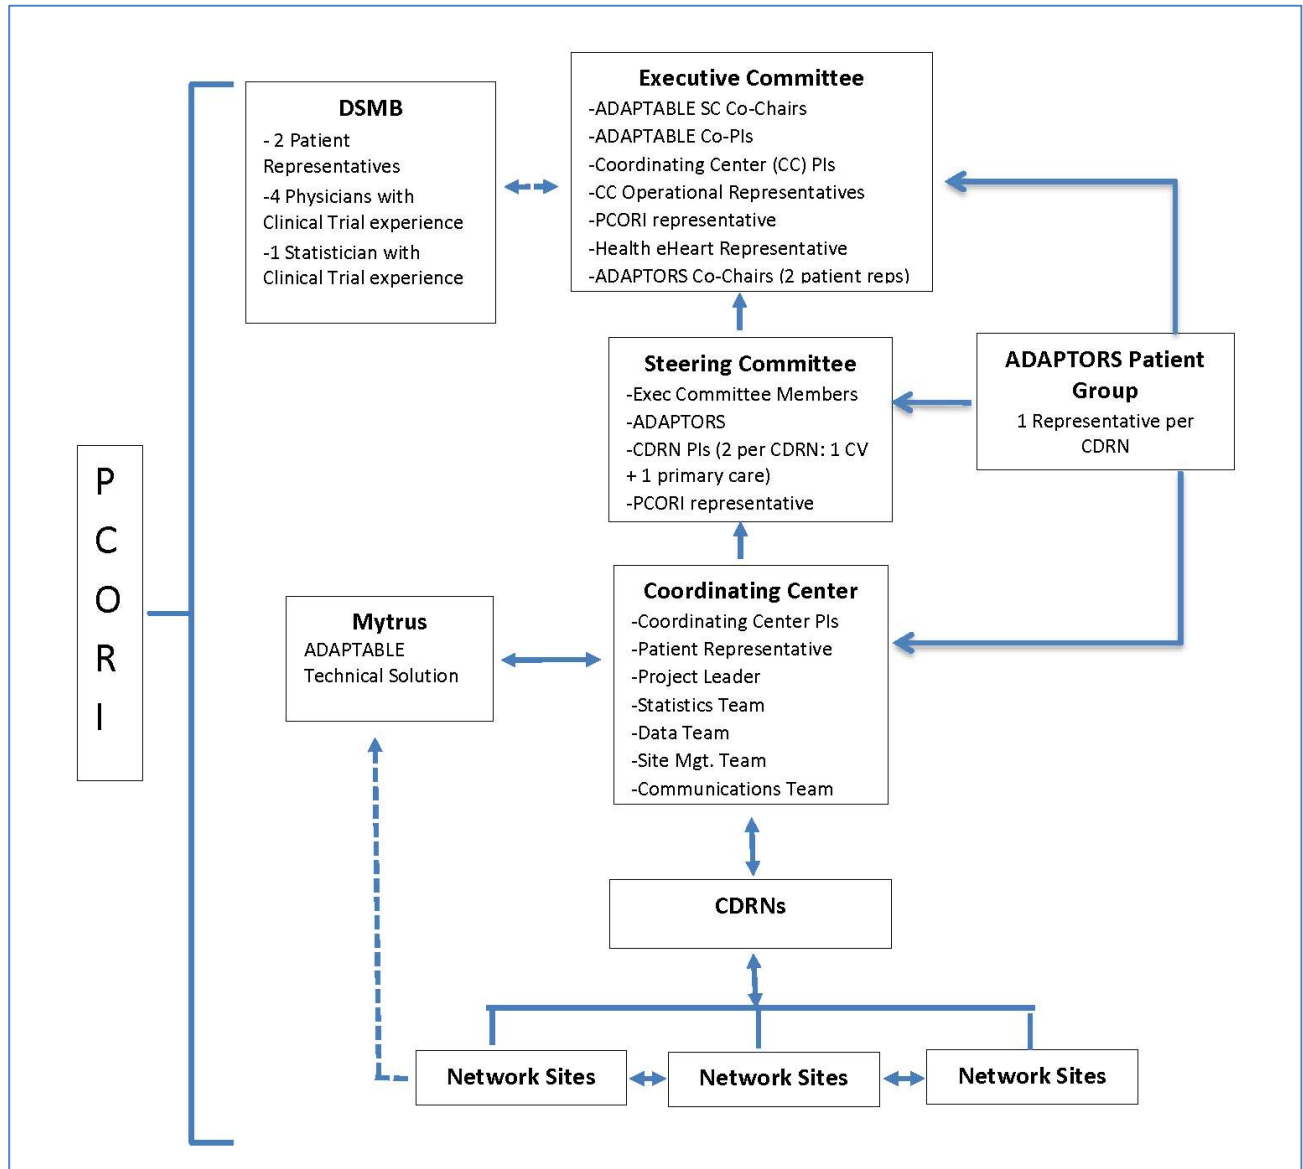 Executive Committee
-ADAPTABLE SC Co-Chairs
-ADAPTABLE Co-PIs
-Coordinating Center (CC) PIs
-CC Operational Representatives
-PCORI representative
-Health eHeart Representative
-ADAPTORS Co-Chairs (2 patient reps)
DSMB
- 2 Patient
Representatives
-4 Physicians with
Clinical Trial experience
-1 Statistician with
Clinical Trial experience
Steering Committee
-Exec Committee Members
-ADAPTORS
-CDRN PIs (2 per CDRN: 1 CV
+ 1 primary care)
-PCORI representative
ADAPTORS Patient
Group
1 Representative per
CDRN
P
C
O
R
I
Mytrus
ADAPTABLE
Technical Solution
Coordinating Center
-Coordinating Center PIs
-Patient Representative
-Project Leader
-Statistics Team
-Data Team
-Site Mgt. Team
-Communications Team
CDRNs
Network Sites
Network Sites
Network Sites